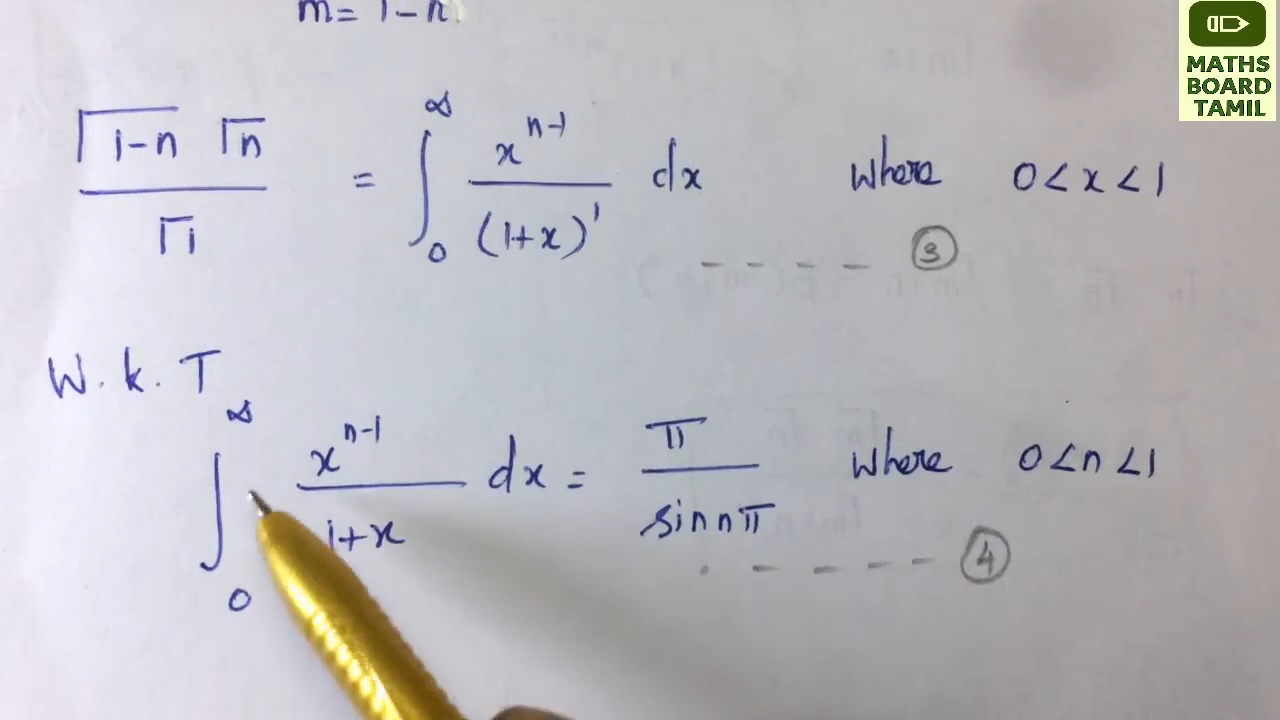 m = 1 - n
MATHS
BOARD
TAMIL
Γ1-n Γn / Γ1 = ∫₀^∞ x^(n-1) / (1+x)^1 dx where 0 < x < 1
- - - - ③
W.k.T
∫₀^∞ x^(n-1) / 1+x dx = π / sin nπ where 0 < n < 1
- - - - - ④